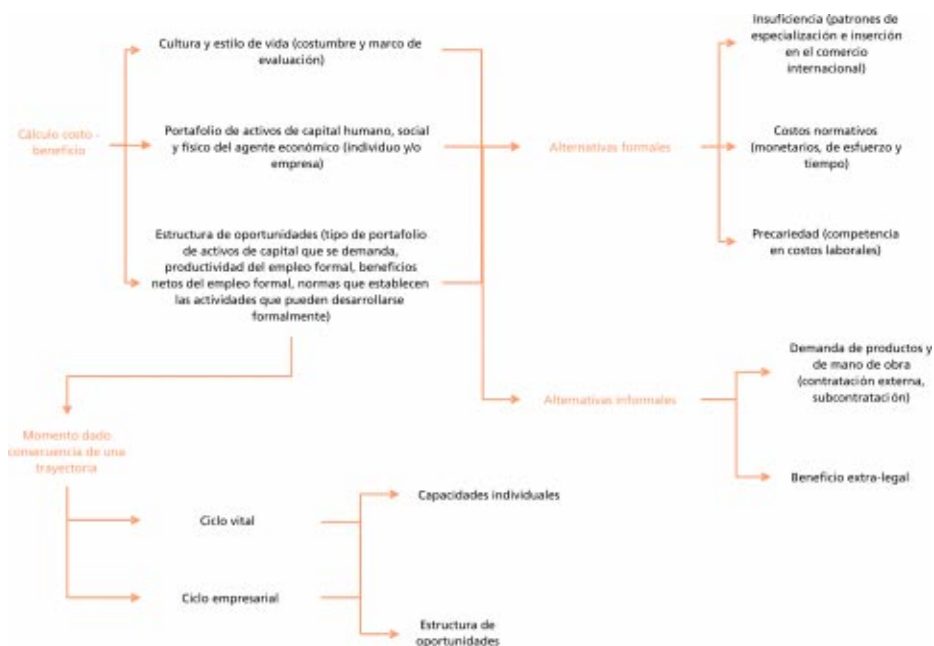 Cálculo costo -
beneficio
Cultura y estilo de vida (costumbre y marco de
evaluación)
Portafolio de activos de capital humano, social
y físico del agente económico (individuo y/o
empresa)
Estructura de oportunidades (tipo de portafolio
de activos de capital que se demanda,
productividad del empleo formal, beneficios
netos del empleo formal, normas que establecen
las actividades que pueden desarrollarse
formalmente)
Alternativas formales
Insuficiencia (patrones de
especialización e inserción
en el comercio
internacional)
Costos normativos
(monetarios, de esfuerzo y
tiempo)
Precariedad (competencia
en costos laborales)
Alternativas informales
Demanda de productos y
de mano de obra
(contratación externa,
subcontratación)
Beneficio extra-legal
Momento dado
consecuencia de una
trayectoria
Ciclo vital
Ciclo empresarial
Capacidades individuales
Estructura de
oportunidades